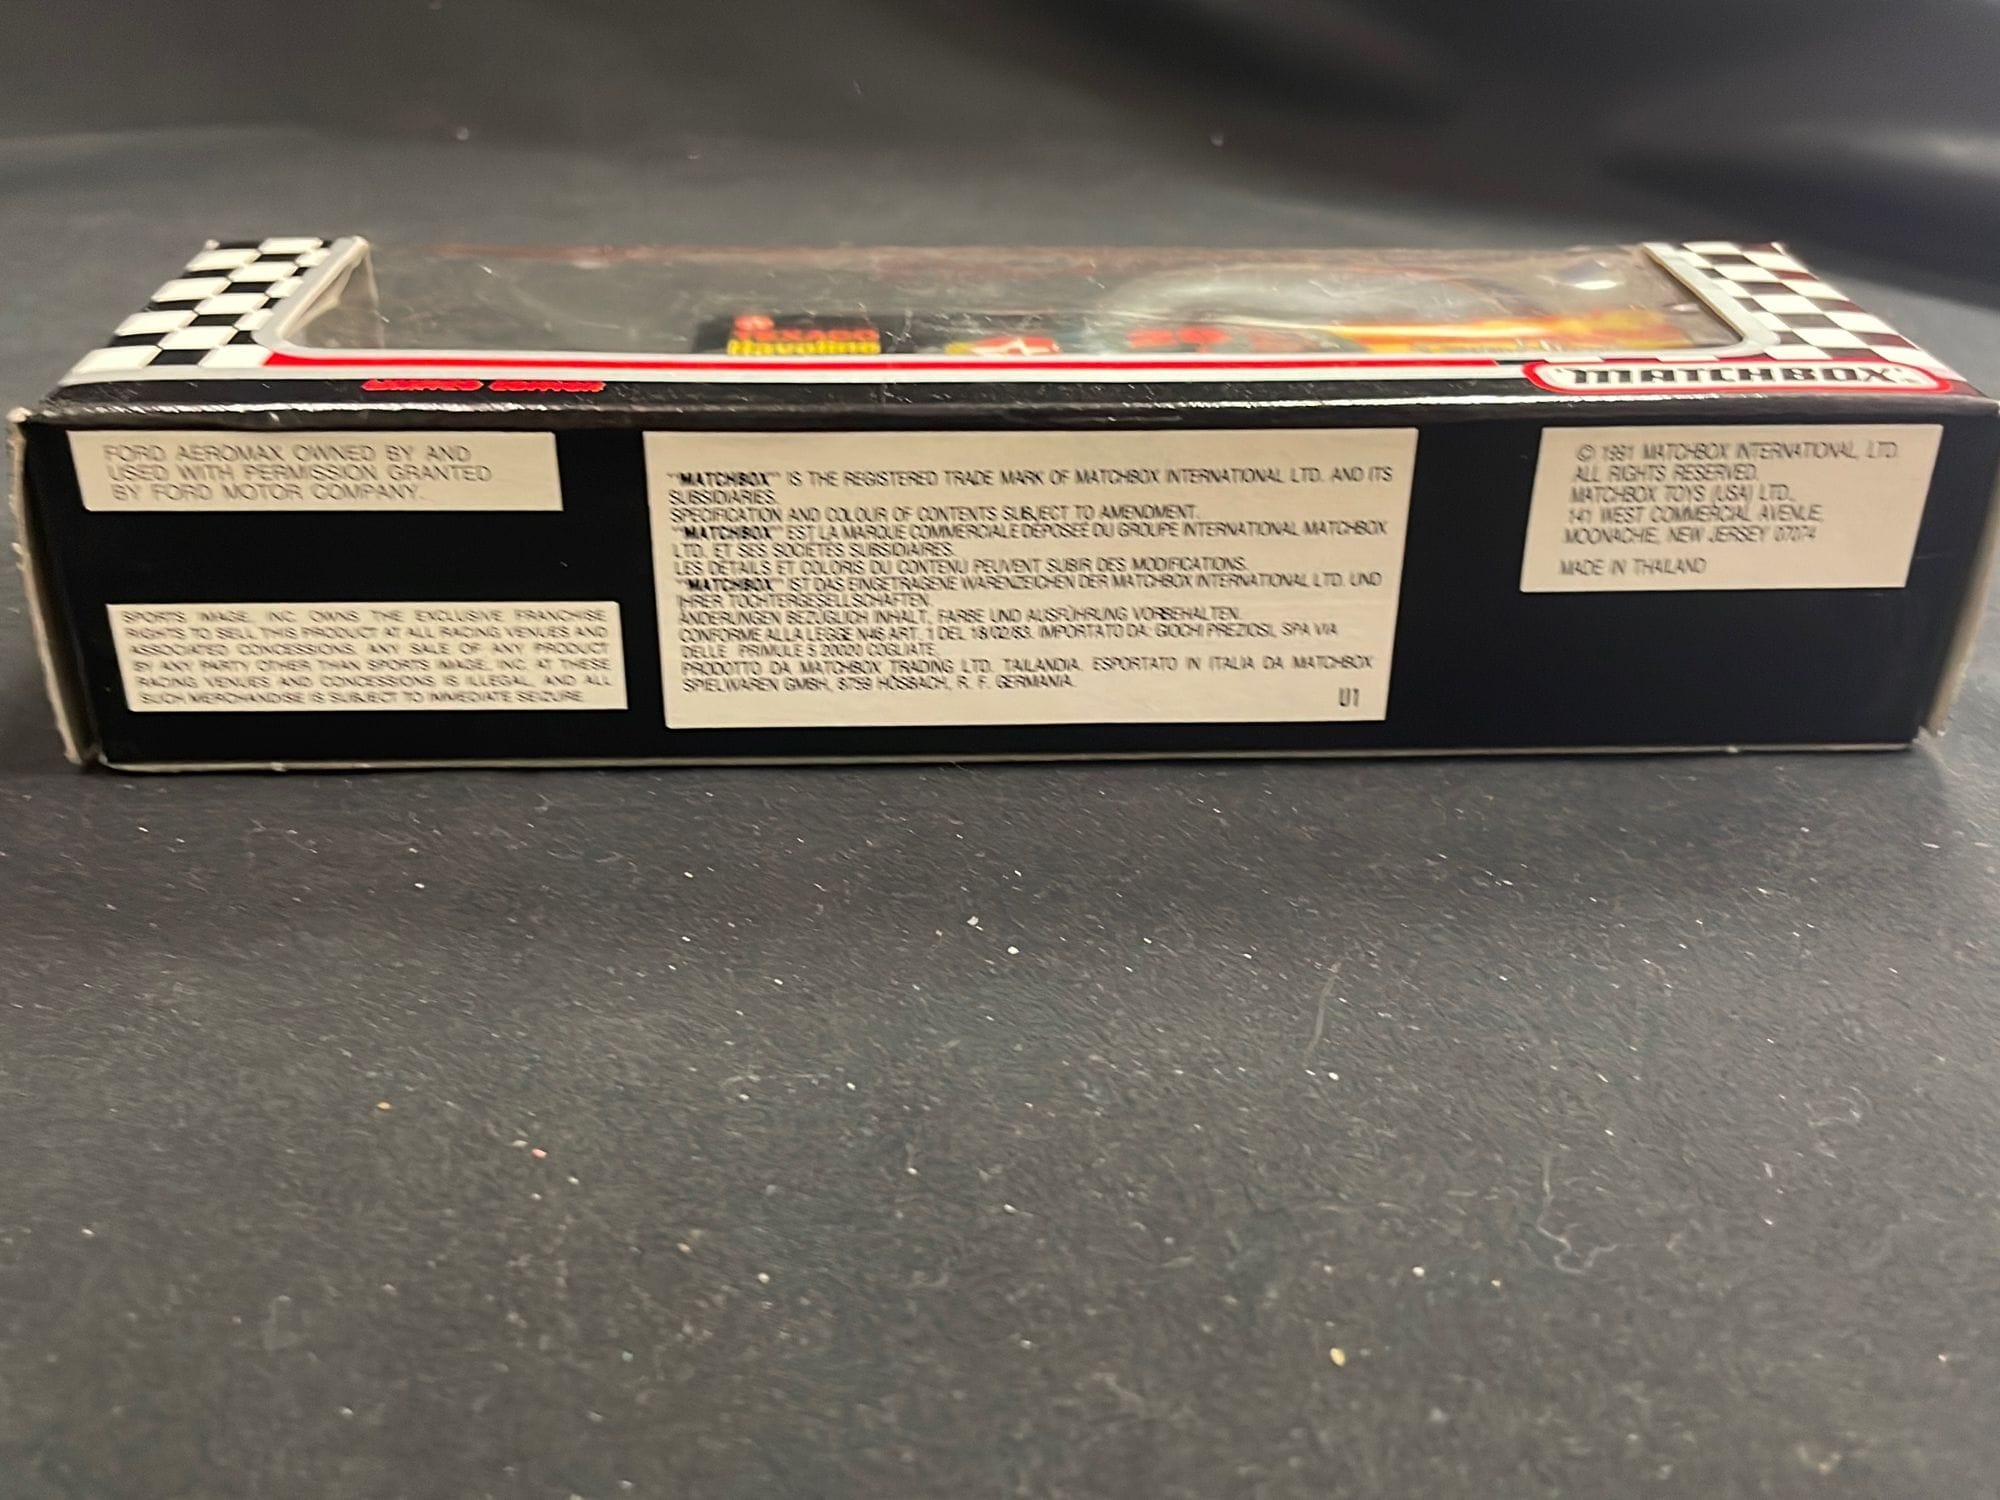 TEXACO
Havoline
28
LIMITED EDITION
"MATCHBOX"
FORD AEROMAX OWNED BY AND
USED WITH PERMISSION GRANTED
BY FORD MOTOR COMPANY.
SPORTS IMAGE, INC. OWNS THE EXCLUSIVE FRANCHISE
RIGHTS TO SELL THIS PRODUCT AT ALL RACING VENUES AND
ASSOCIATED CONCESSIONS. ANY SALE OF ANY PRODUCT
BY ANY PARTY OTHER THAN SPORTS IMAGE, INC. AT THESE
RACING VENUES AND CONCESSIONS IS ILLEGAL, AND ALL
SUCH MERCHANDISE IS SUBJECT TO IMMEDIATE SEIZURE.
"MATCHBOX" IS THE REGISTERED TRADE MARK OF MATCHBOX INTERNATIONAL LTD. AND ITS
SUBSIDIARIES.
SPECIFICATION AND COLOUR OF CONTENTS SUBJECT TO AMENDMENT.
"MATCHBOX" EST LA MARQUE COMMERCIALE DÉPOSÉE DU GROUPE INTERNATIONAL MATCHBOX
LTD. ET SES SOCIETES SUBSIDIAIRES.
LES DÉTAILS ET COLORIS DU CONTENU PEUVENT SUBIR DES MODIFICATIONS.
"MATCHBOX" IST DAS EINGETRAGENE WARENZEICHEN DER MATCHBOX INTERNATIONAL LTD. UND
IHRER TOCHTERGESELLSCHAFTEN.
ÄNDERUNGEN BEZÜGLICH INHALT, FARBE UND AUSFÜHRUNG VORBEHALTEN.
CONFORME ALLA LEGGE N46 ART. 1 DEL 18/02/83. IMPORTATO DA: GIOCHI PREZIOSI, SPA VIA
DELLE PRIMULE 5 20020 COGLIATE.
PRODOTTO DA MATCHBOX TRADING LTD. TAILANDIA. ESPORTATO IN ITALIA DA MATCHBOX
SPIELWAREN GMBH, 8759 HÖSBACH, R. F. GERMANIA.
U1
© 1991 MATCHBOX INTERNATIONAL, LTD.
ALL RIGHTS RESERVED.
MATCHBOX TOYS (USA) LTD.,
141 WEST COMMERCIAL AVENUE,
MOONACHIE, NEW JERSEY 07074
MADE IN THAILAND